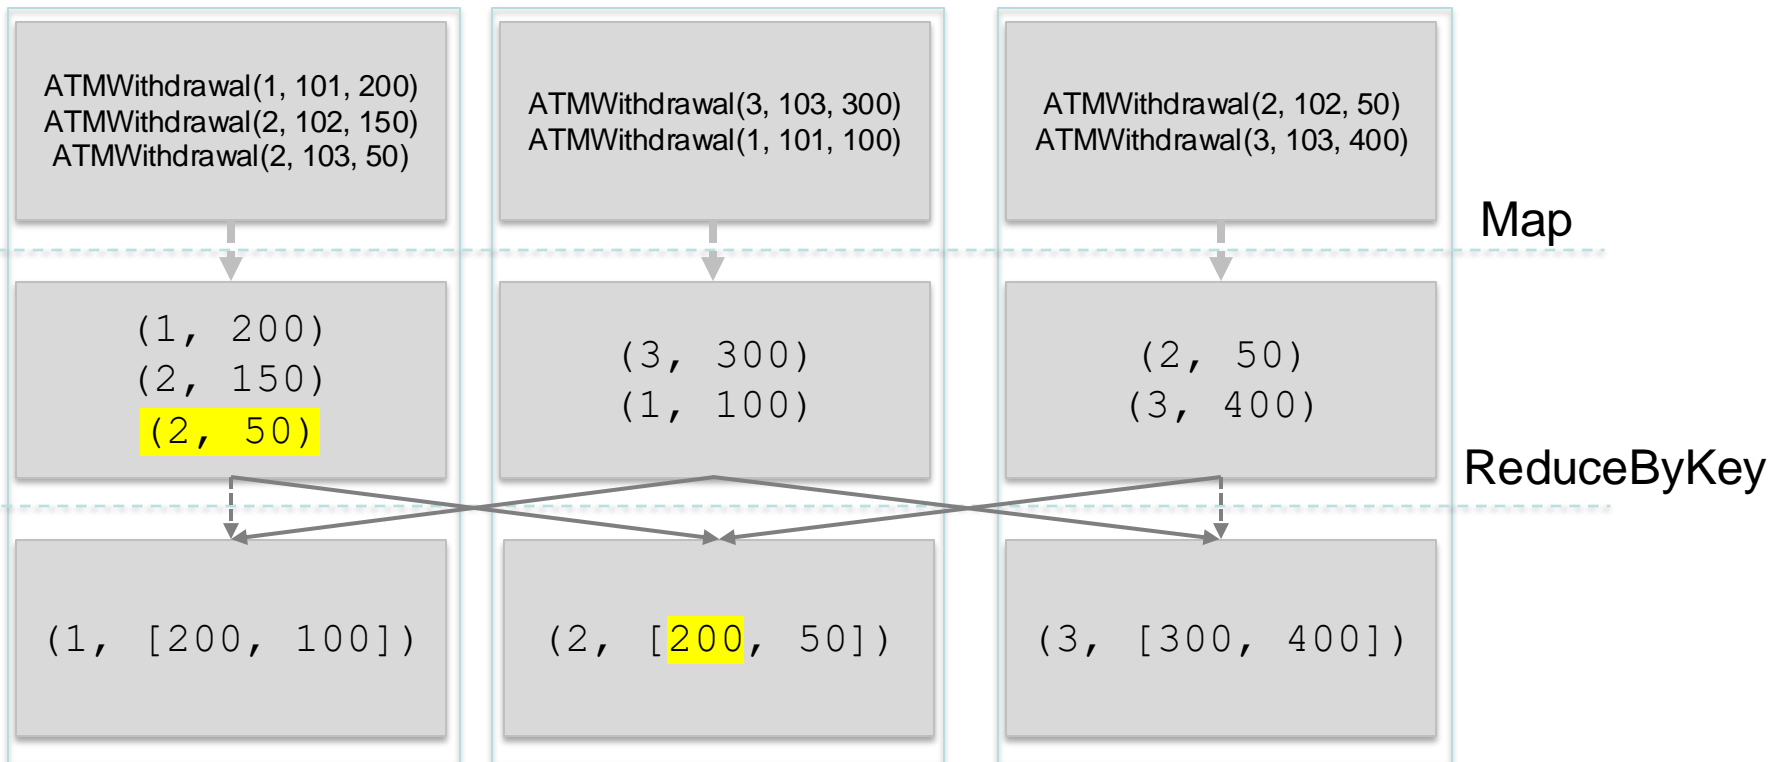 ATMWithdrawal(1, 101, 200)
ATMWithdrawal(2, 102, 150)
ATMWithdrawal(2, 103, 50)
ATMWithdrawal(3, 103, 300)
ATMWithdrawal(1, 101, 100)
ATMWithdrawal(2, 102, 50)
ATMWithdrawal(3, 103, 400)
Map
(1, 200)
(2, 150)
(2, 50)
(3, 300)
(1, 100)
(2, 50)
(3, 400)
ReduceByKey
(1, [200, 100])
(2, [200, 50])
(3, [300, 400])